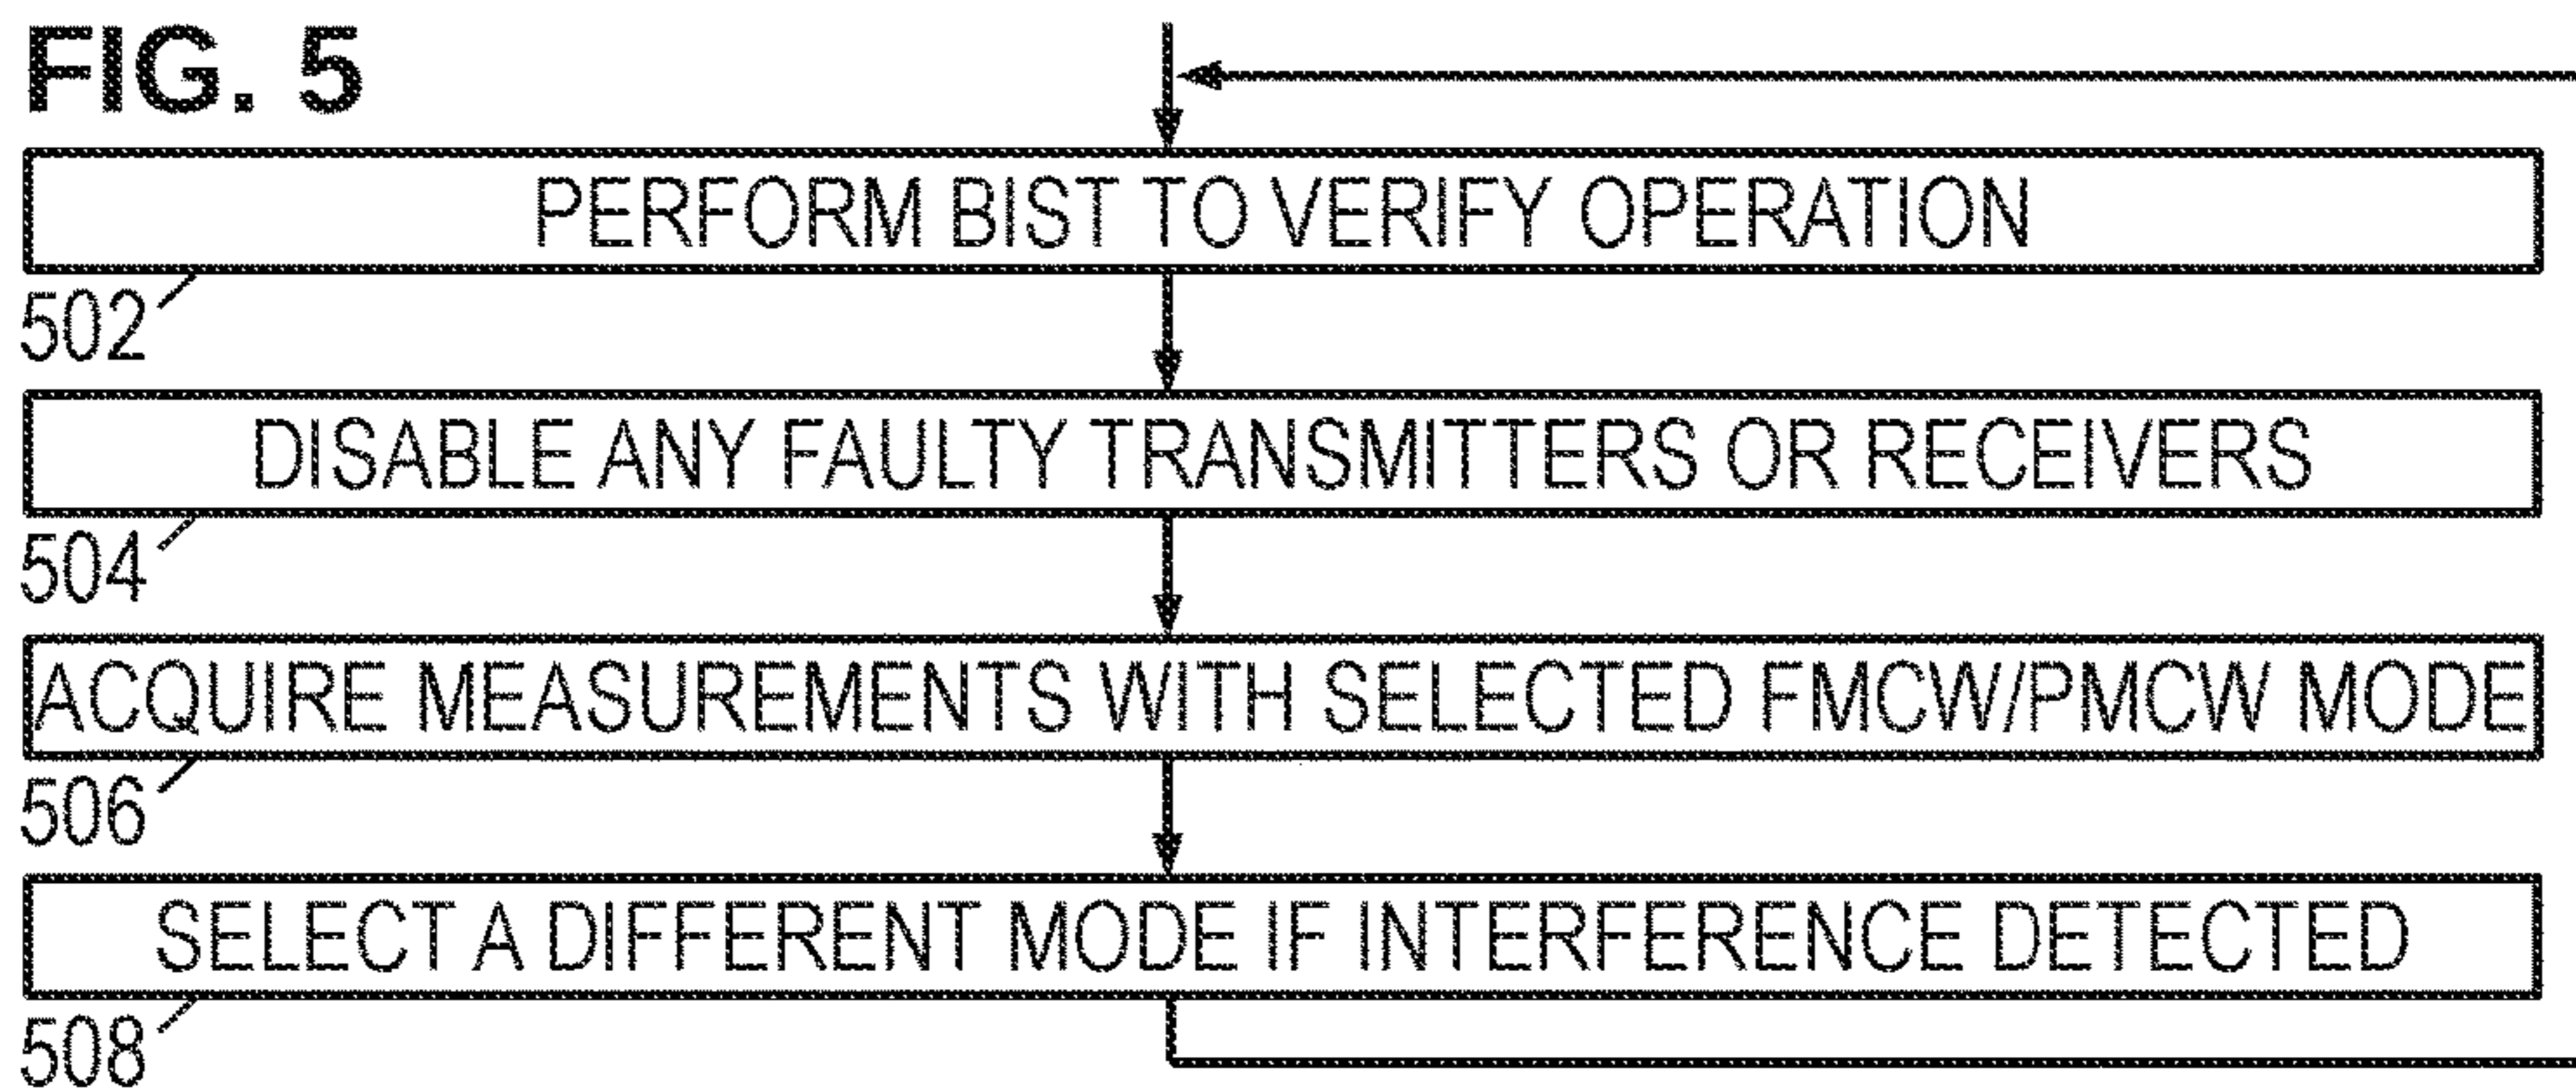 FIG. 5
PERFORM BIST TO VERIFY OPERATION
502
DISABLE ANY FAULTY TRANSMITTERS OR RECEIVERS
504
ACQUIRE MEASUREMENTS WITH SELECTED FMCW/PMCW MODE
506
SELECT A DIFFERENT MODE IF INTERFERENCE DETECTED
508